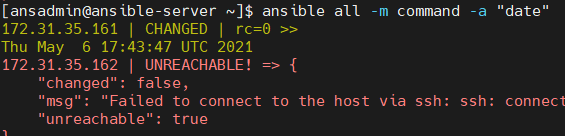 [ansadmin@ansible-server ~]$ ansible all -m command -a "date"
172.31.35.161 | CHANGED | rc=0 >>
Thu May  6 17:43:47 UTC 2021
172.31.35.162 | UNREACHABLE! => {
    "changed": false,
    "msg": "Failed to connect to the host via ssh: ssh: connect
    "unreachable": true
}